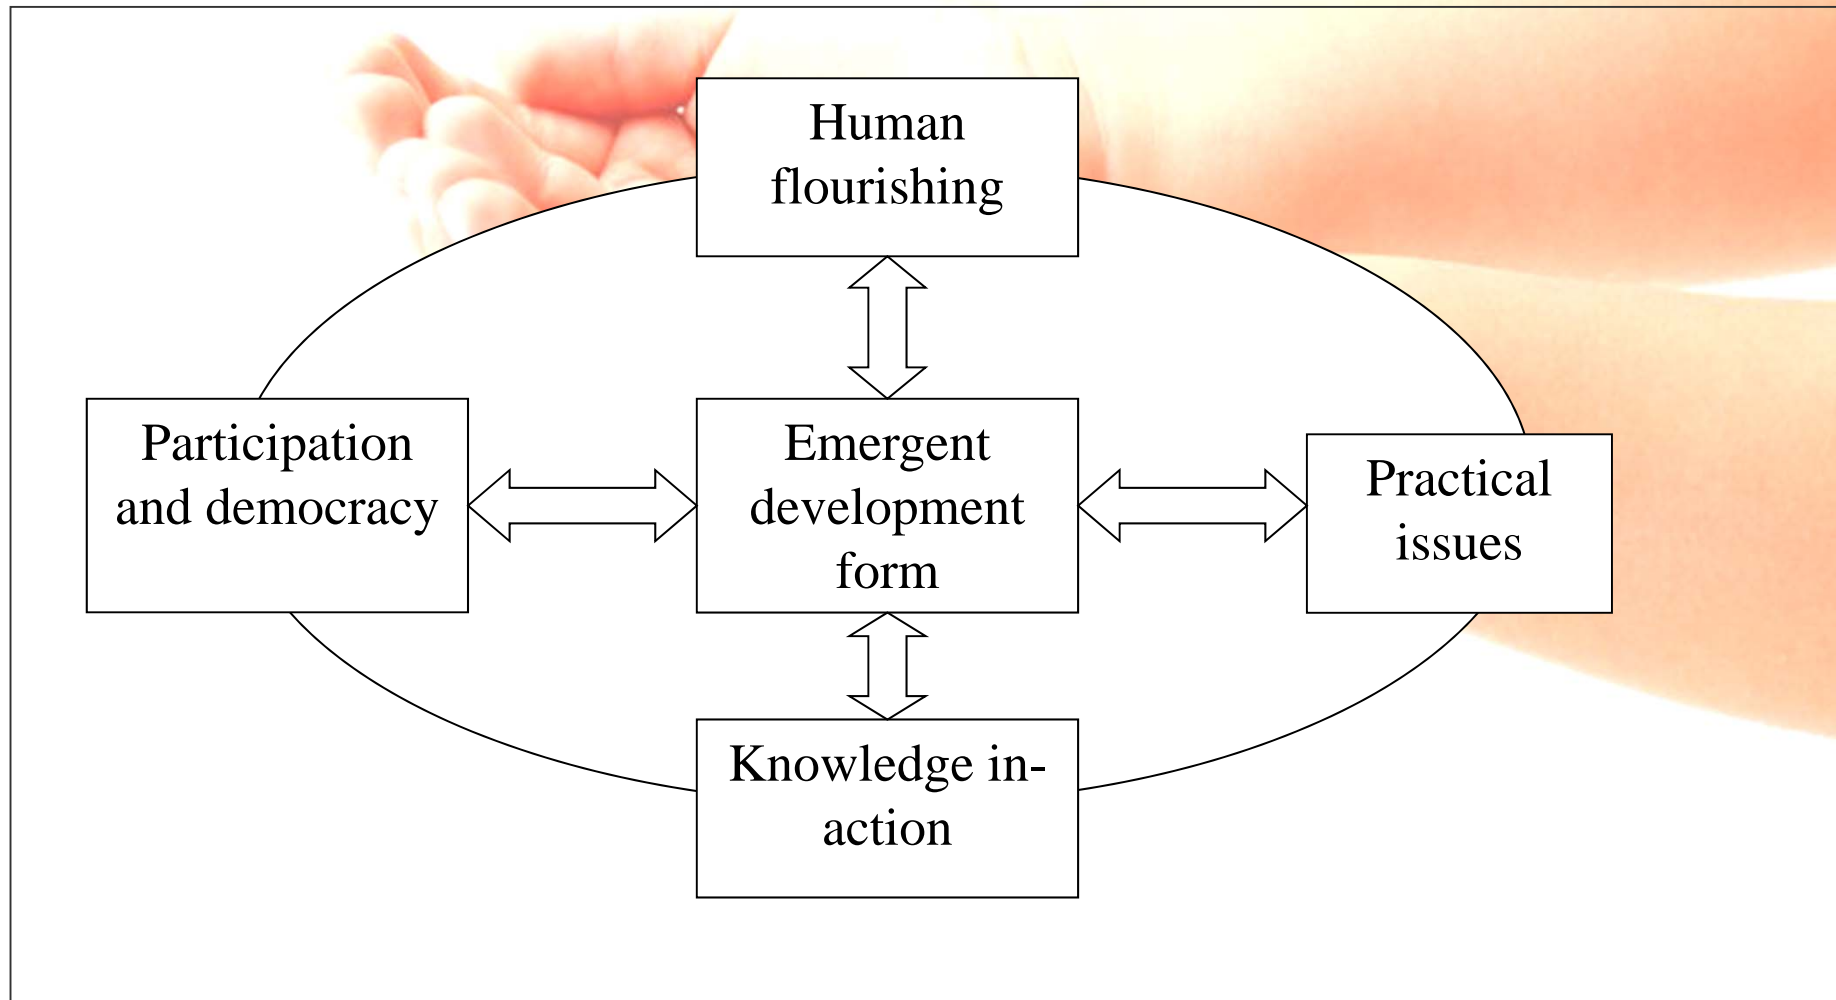 Human
flourishing
Participation
and democracy
Emergent
development
form
Practical
issues
Knowledge in-
action